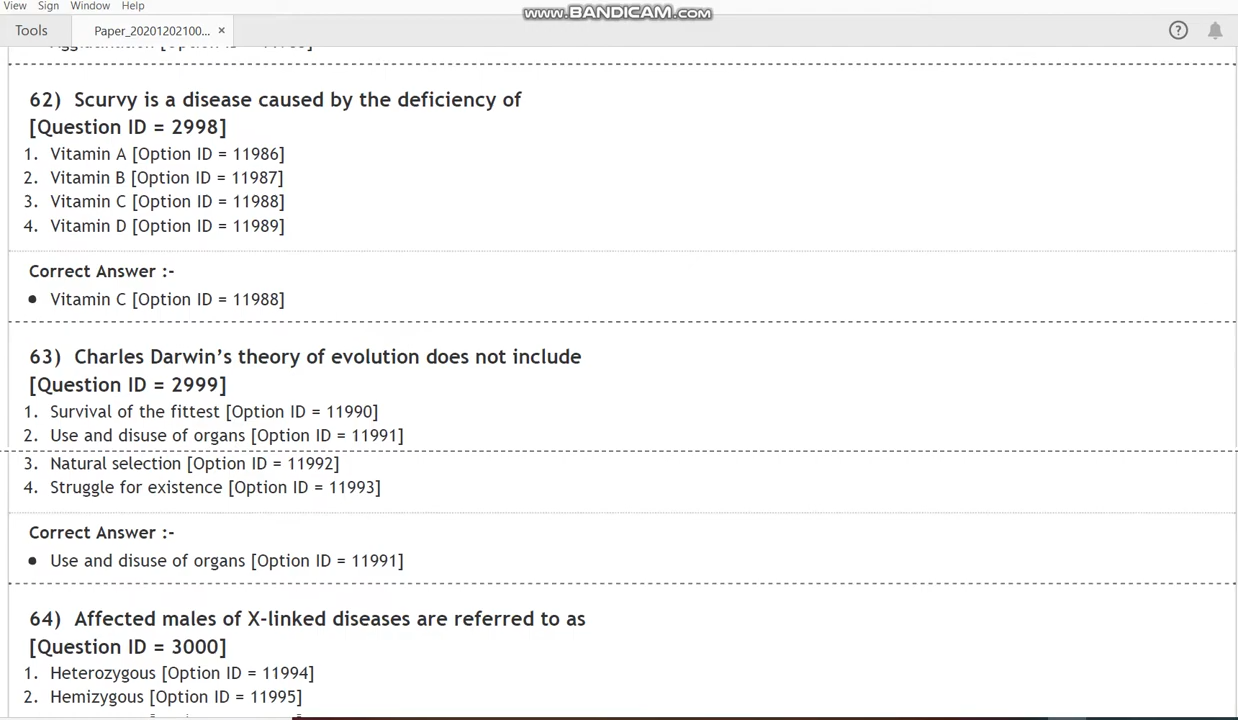 View Sign Window Help
www.BANDICAM.com
Tools Paper_20201202100... ×
62) Scurvy is a disease caused by the deficiency of
[Question ID = 2998]
1. Vitamin A [Option ID = 11986]
2. Vitamin B [Option ID = 11987]
3. Vitamin C [Option ID = 11988]
4. Vitamin D [Option ID = 11989]
Correct Answer :-
● Vitamin C [Option ID = 11988]
63) Charles Darwin’s theory of evolution does not include
[Question ID = 2999]
1. Survival of the fittest [Option ID = 11990]
2. Use and disuse of organs [Option ID = 11991]
3. Natural selection [Option ID = 11992]
4. Struggle for existence [Option ID = 11993]
Correct Answer :-
● Use and disuse of organs [Option ID = 11991]
64) Affected males of X-linked diseases are referred to as
[Question ID = 3000]
1. Heterozygous [Option ID = 11994]
2. Hemizygous [Option ID = 11995]